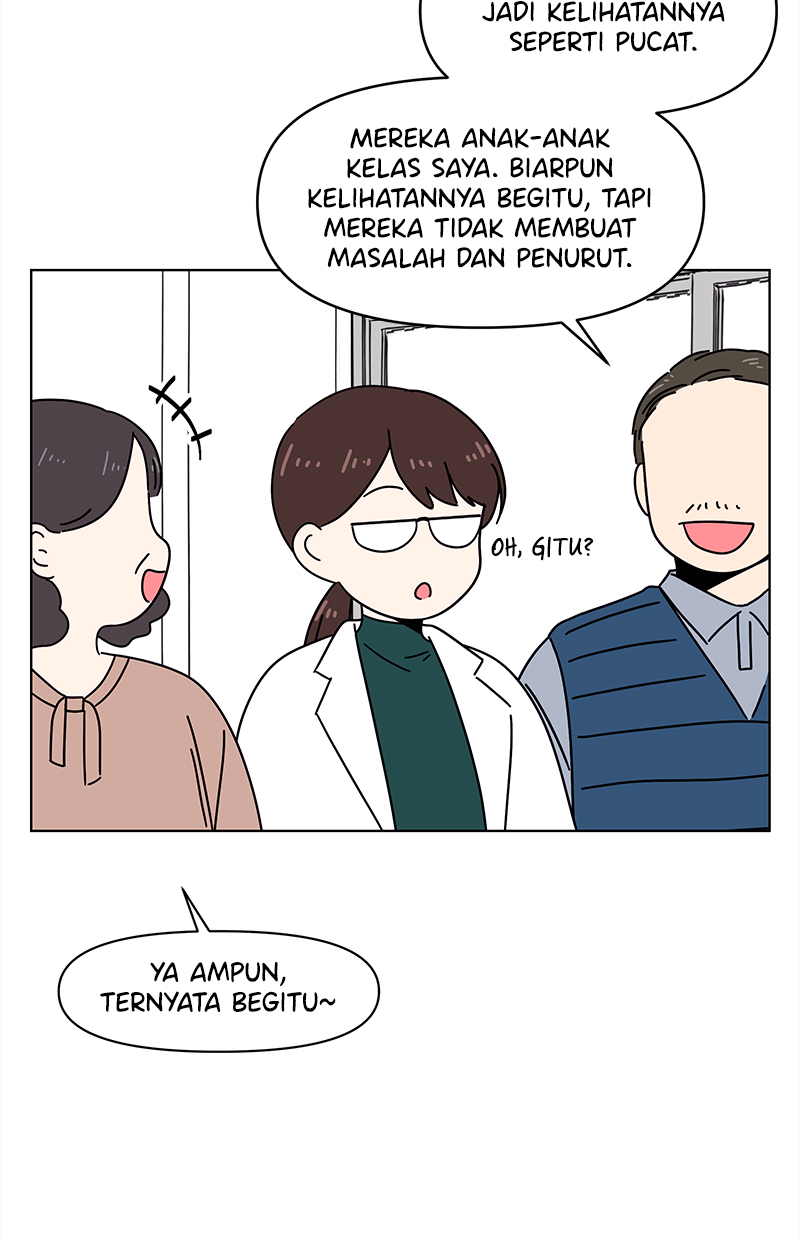 JADI KELIHATANNYA
SEPERTI PUCAT.
MEREKA ANAK-ANAK
KELAS SAYA. BIARPUN
KELIHATANNYA BEGITU, TAPI
MEREKA TIDAK MEMBUAT
MASALAH DAN PENURUT.
OH, GITU?
YA AMPUN,
TERNYATA BEGITU~